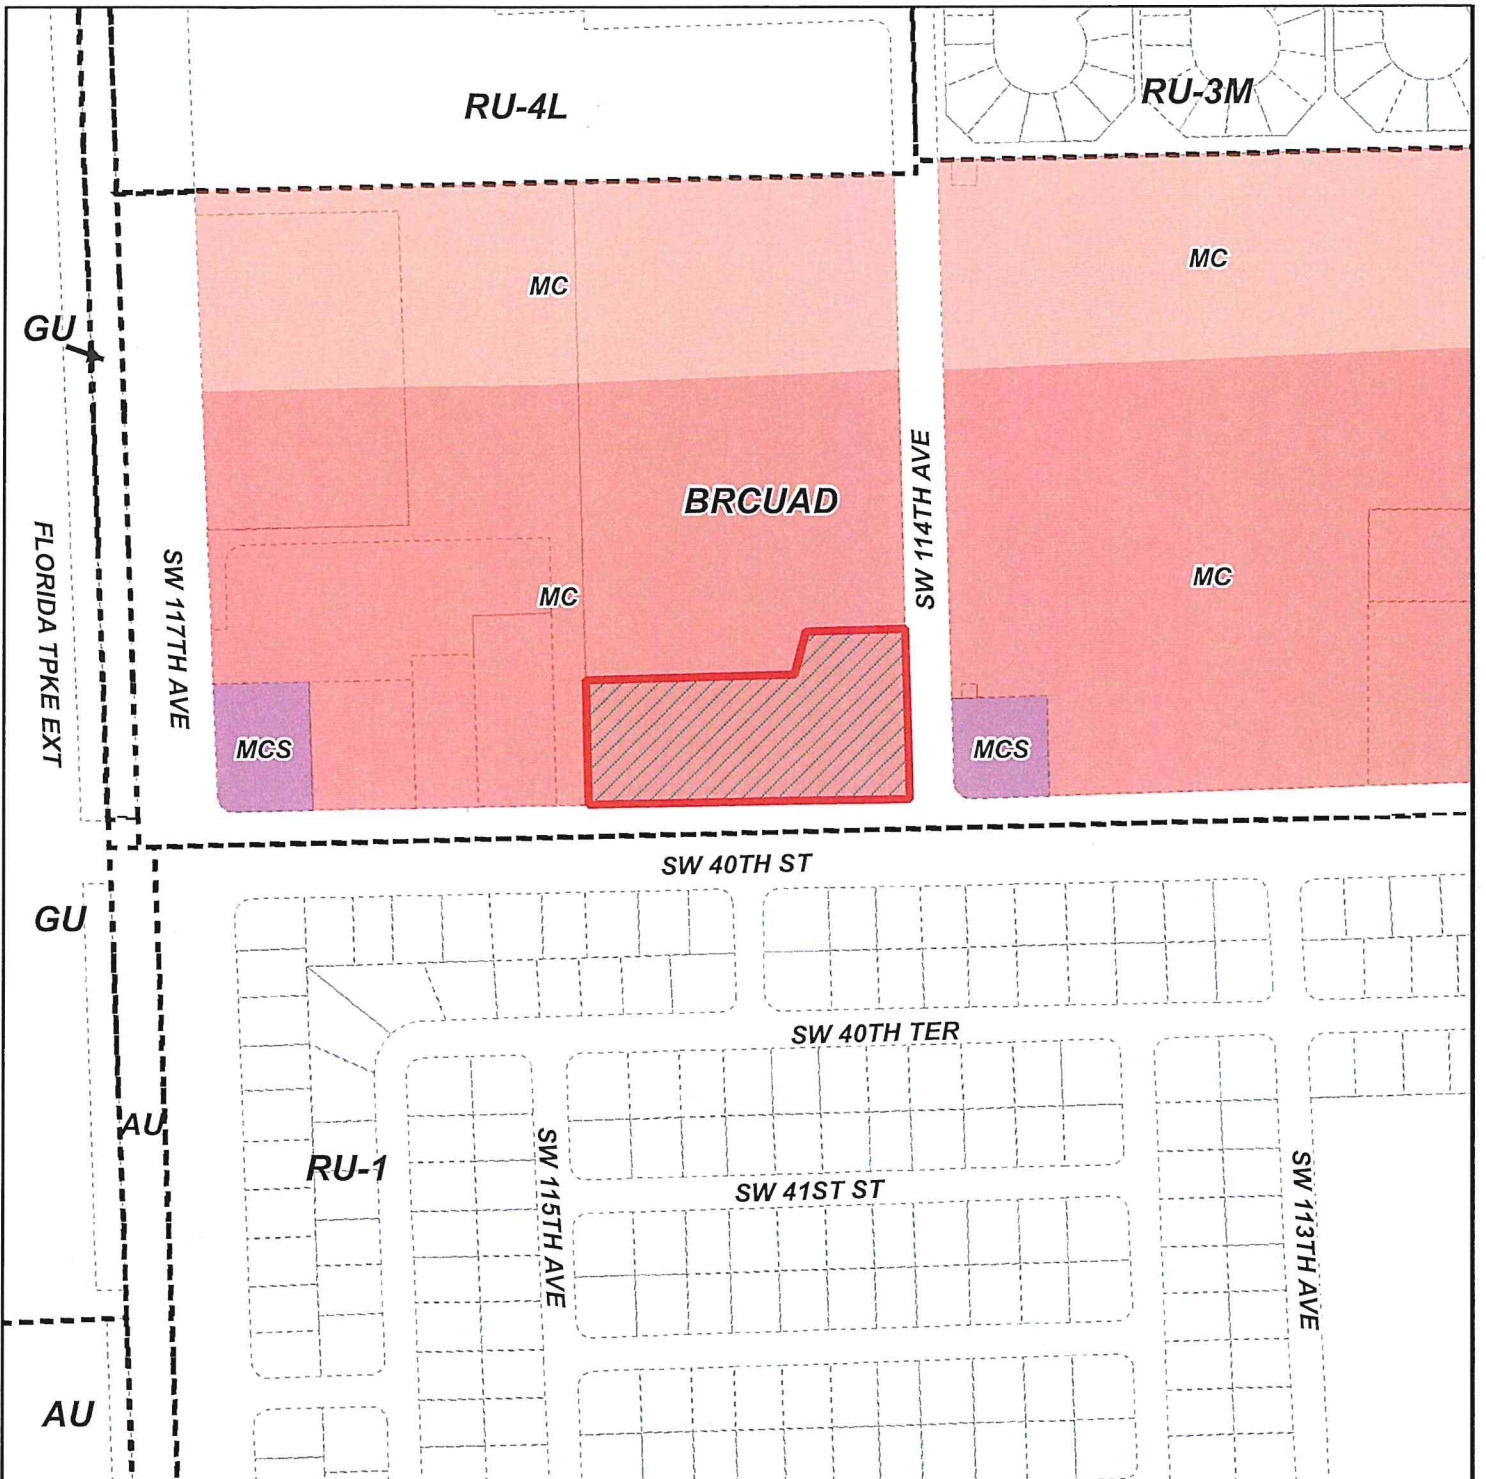 RU-4L
RU-3M
MC
MC
GU
BRCUAD
SW 114TH AVE
FLORIDA TPKE EXT
SW 117TH AVE
MC
MC
MCS
MCS
SW 40TH ST
GU
SW 40TH TER
AU
RU-1
SW 115TH AVE
SW 41ST ST
SW 113TH AVE
AU